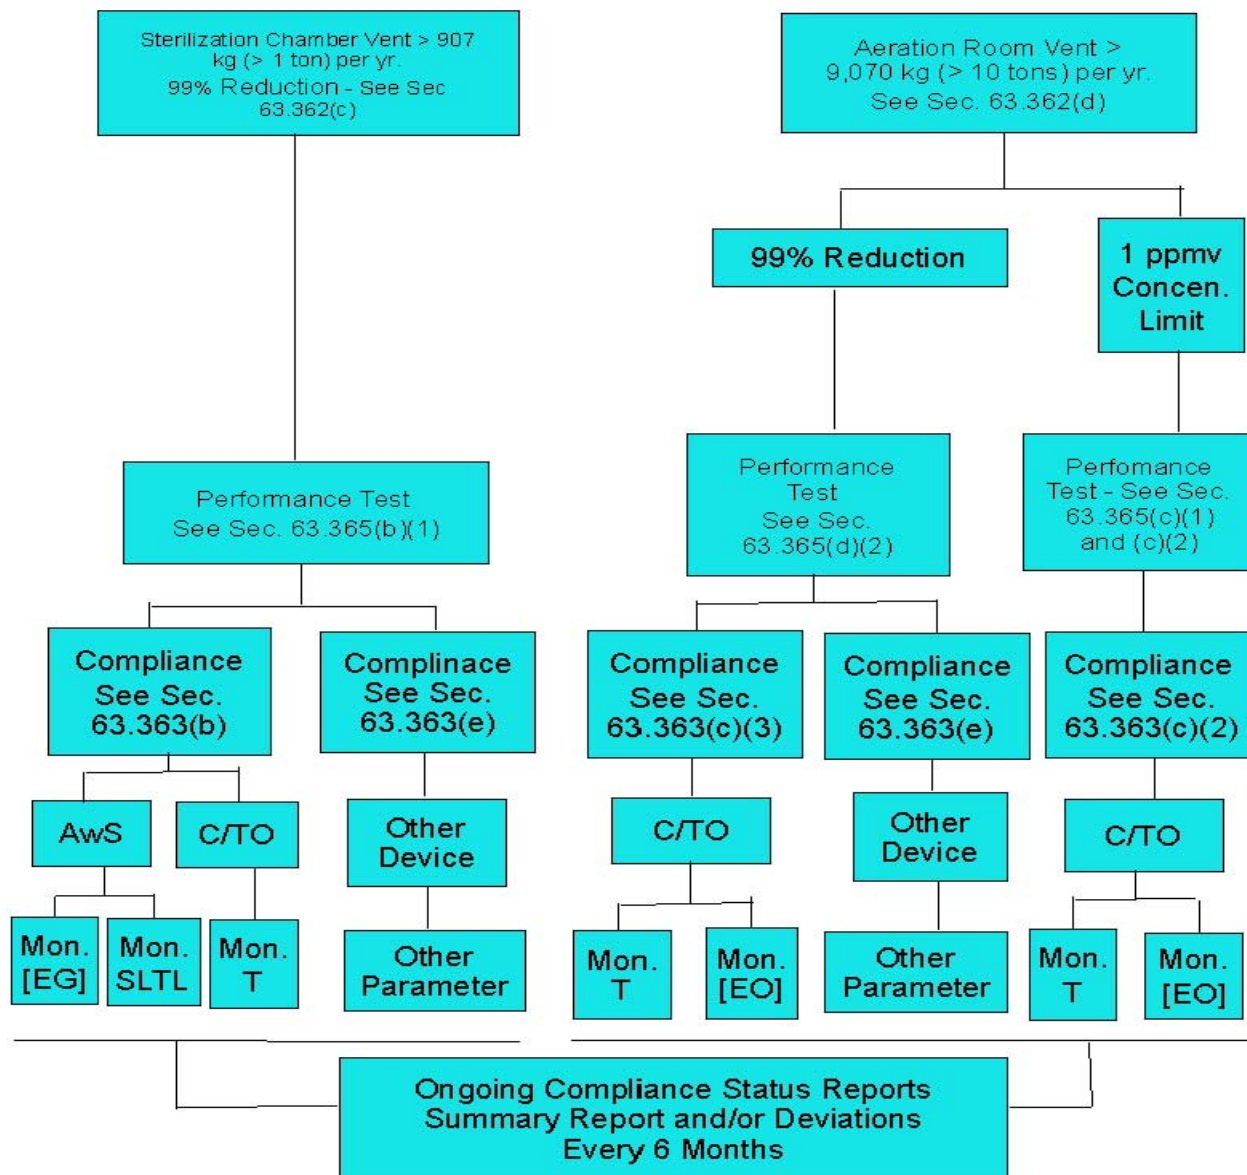 Sterilization Chamber Vent > 907
kg (> 1 ton) per yr.
99% Reduction - See Sec
63.362(c)
Aeration Room Vent >
9,070 kg (> 10 tons) per yr.
See Sec. 63.362(d)
99% Reduction
1 ppmv
Concen.
Limit
Performance Test
See Sec. 63.365(b)(1)
Performance
Test
See Sec.
63.365(d)(2)
Perfomance
Test - See Sec.
63.365(c)(1)
and (c)(2)
Compliance
See Sec.
63.363(b)
Complinace
See Sec.
63.363(e)
Compliance
See Sec.
63.363(c)(3)
Compliance
See Sec.
63.363(e)
Compliance
See Sec.
63.363(c)(2)
AwS
C/TO
Other
Device
C/TO
Other
Device
C/TO
Mon.
[EG]
Mon.
SLTL
Mon.
T
Other
Parameter
Mon.
T
Mon.
[EO]
Other
Parameter
Mon.
T
Mon.
[EO]
Ongoing Compliance Status Reports
Summary Report and/or Deviations
Every 6 Months